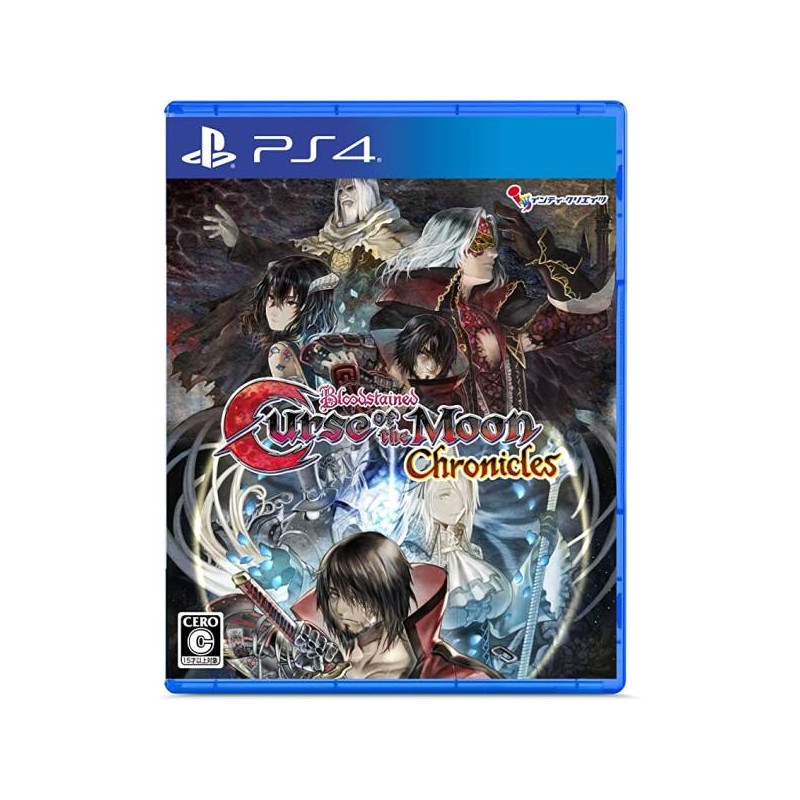 PS4
インティ・クリエイツ
Bloodstained
Curse of the Moon
Chronicles
CERO
C
15才以上対象